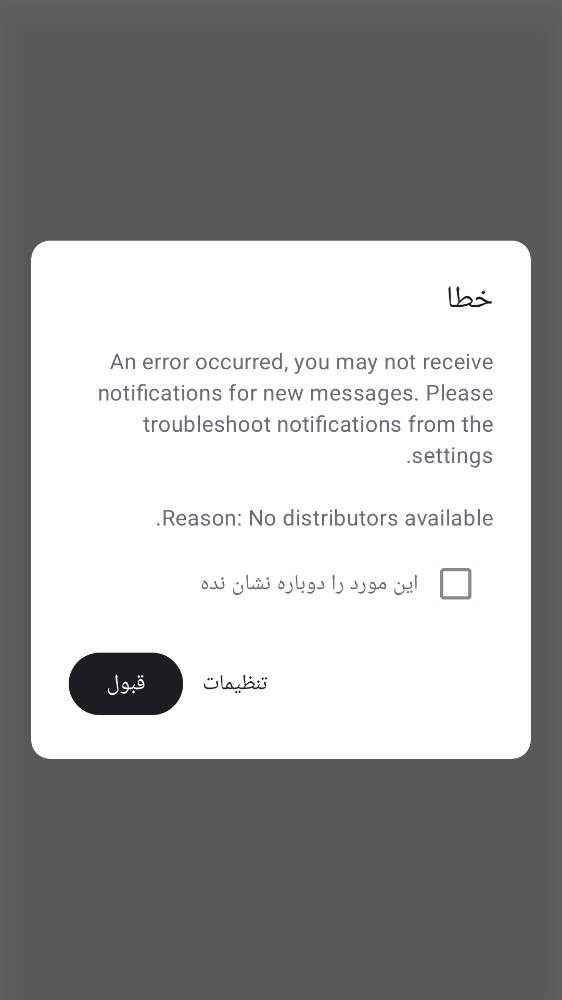 خطا
An error occurred, you may not receive
notifications for new messages. Please
troubleshoot notifications from the
settings.
Reason: No distributors available.
این مورد را دوباره نشان نده
تنظیمات
قبول